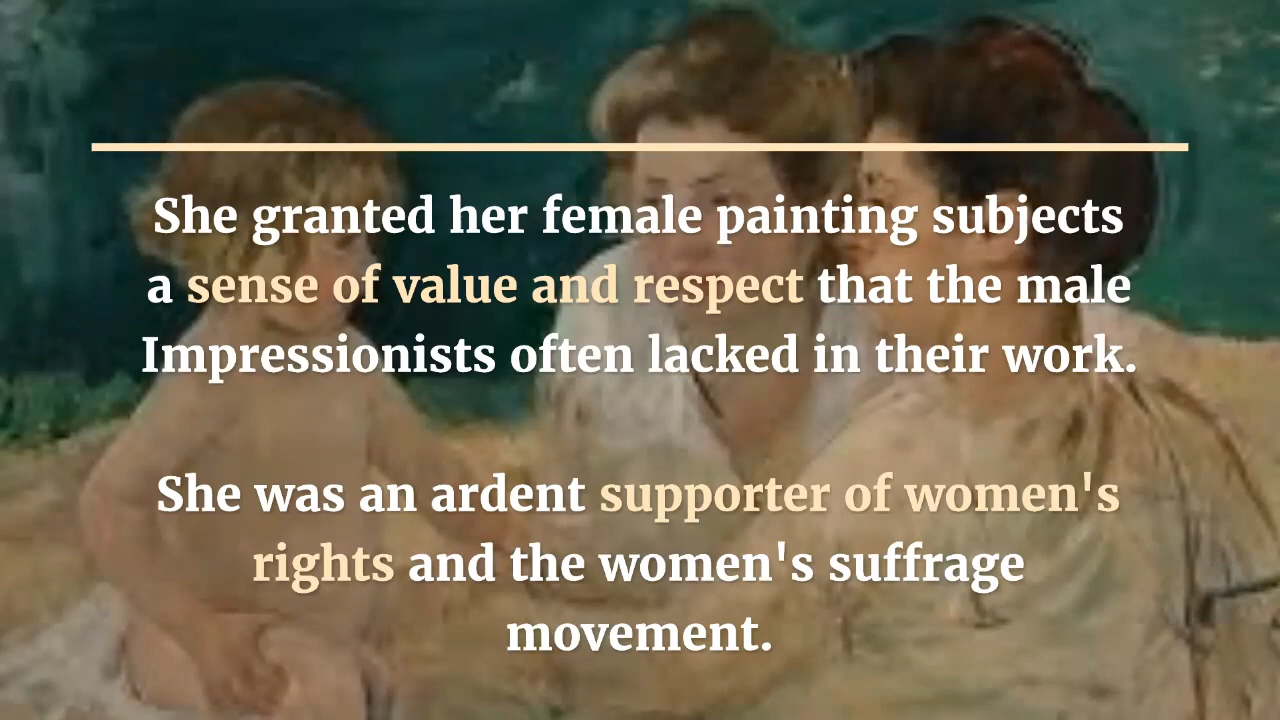 She granted her female painting subjects
a sense of value and respect that the male
Impressionists often lacked in their work.
She was an ardent supporter of women's
rights and the women's suffrage
movement.